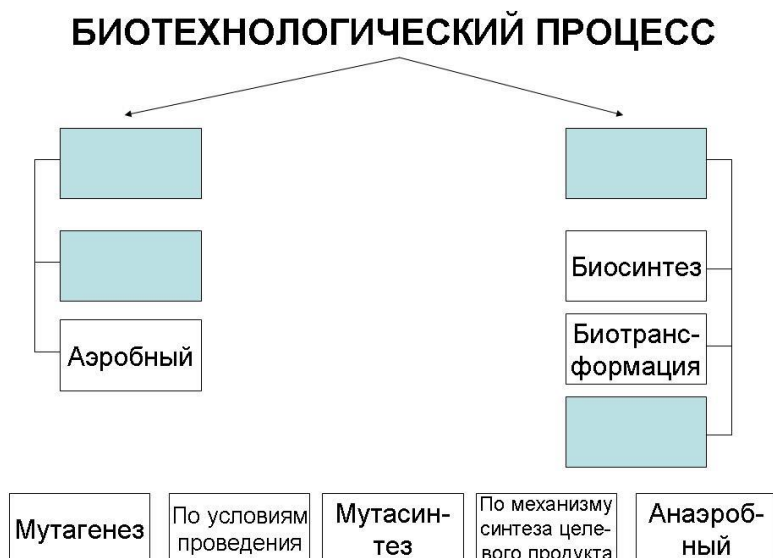 БИОТЕХНОЛОГИЧЕСКИЙ ПРОЦЕСС
Аэробный
Биосинтез
Биотранс-
формация
Мутагенез
По условиям
проведения
Мутасин-
тез
По механизму
синтеза целе-
вого продукта
Анаэроб-
ный